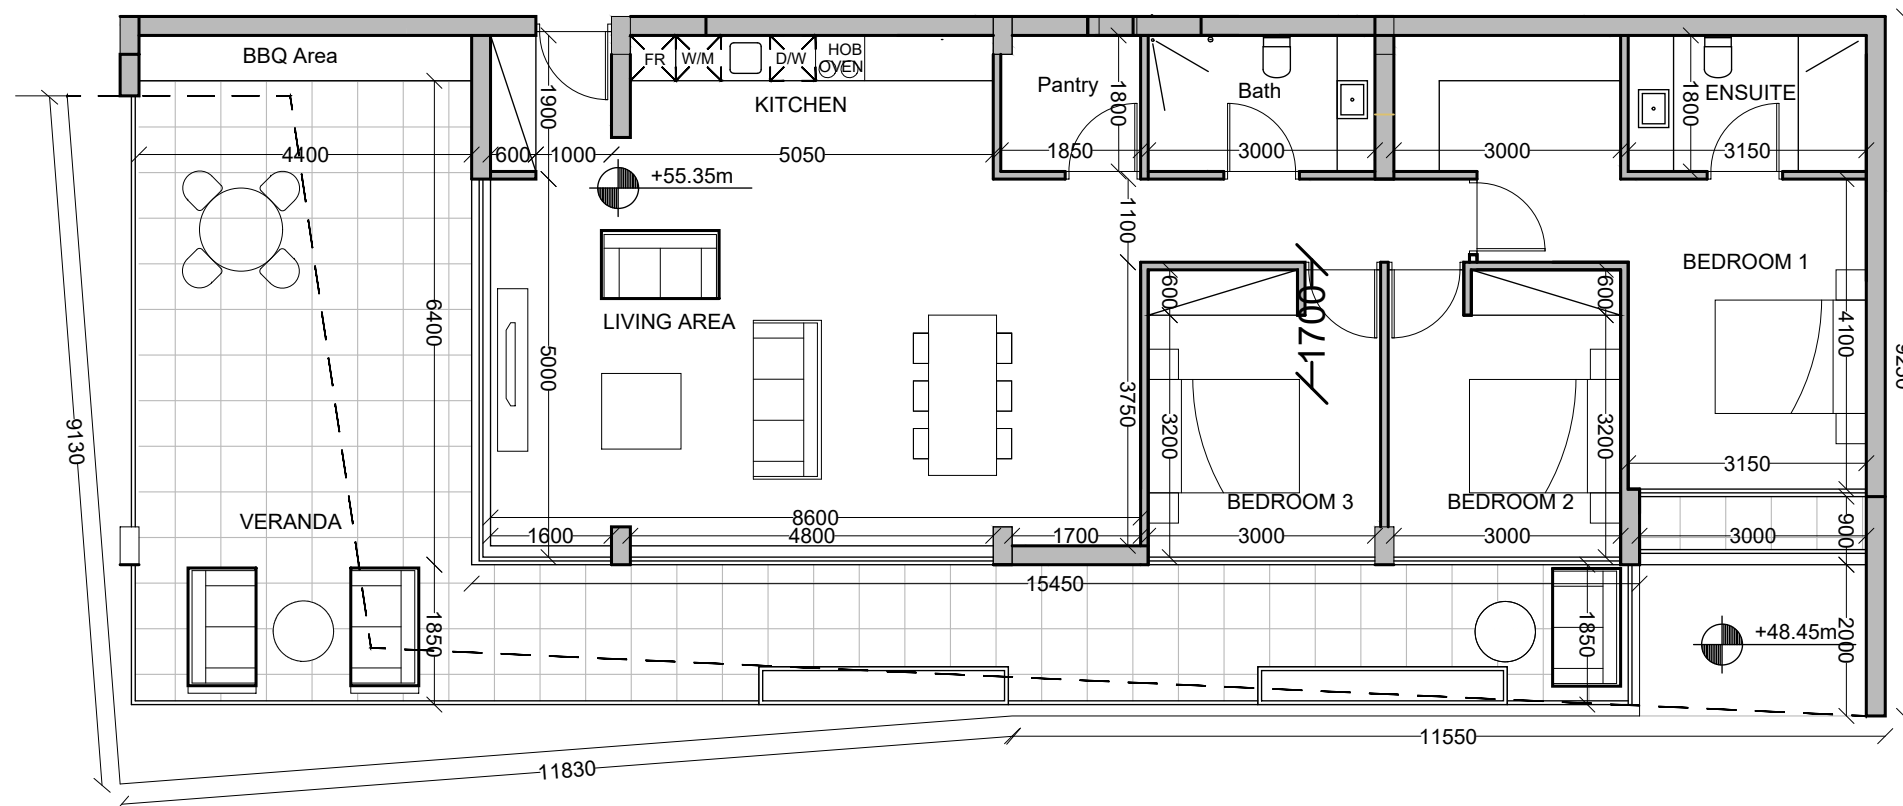 BBQ Area
FR
W/M
D/W
HOB
OVEN
KITCHEN
Pantry
Bath
ENSUITE
1900
1800
1800
4400
600
1000
5050
1850
3000
3000
3150
+55.35m
1100
BEDROOM 1
600
1700
600
LIVING AREA
6400
5000
3750
4100
9130
3200
3200
3150
VERANDA
8600
BEDROOM 3
BEDROOM 2
1600
4800
1700
3000
3000
3000
900
15450
1850
1850
+48.45m
2000
11550
11830